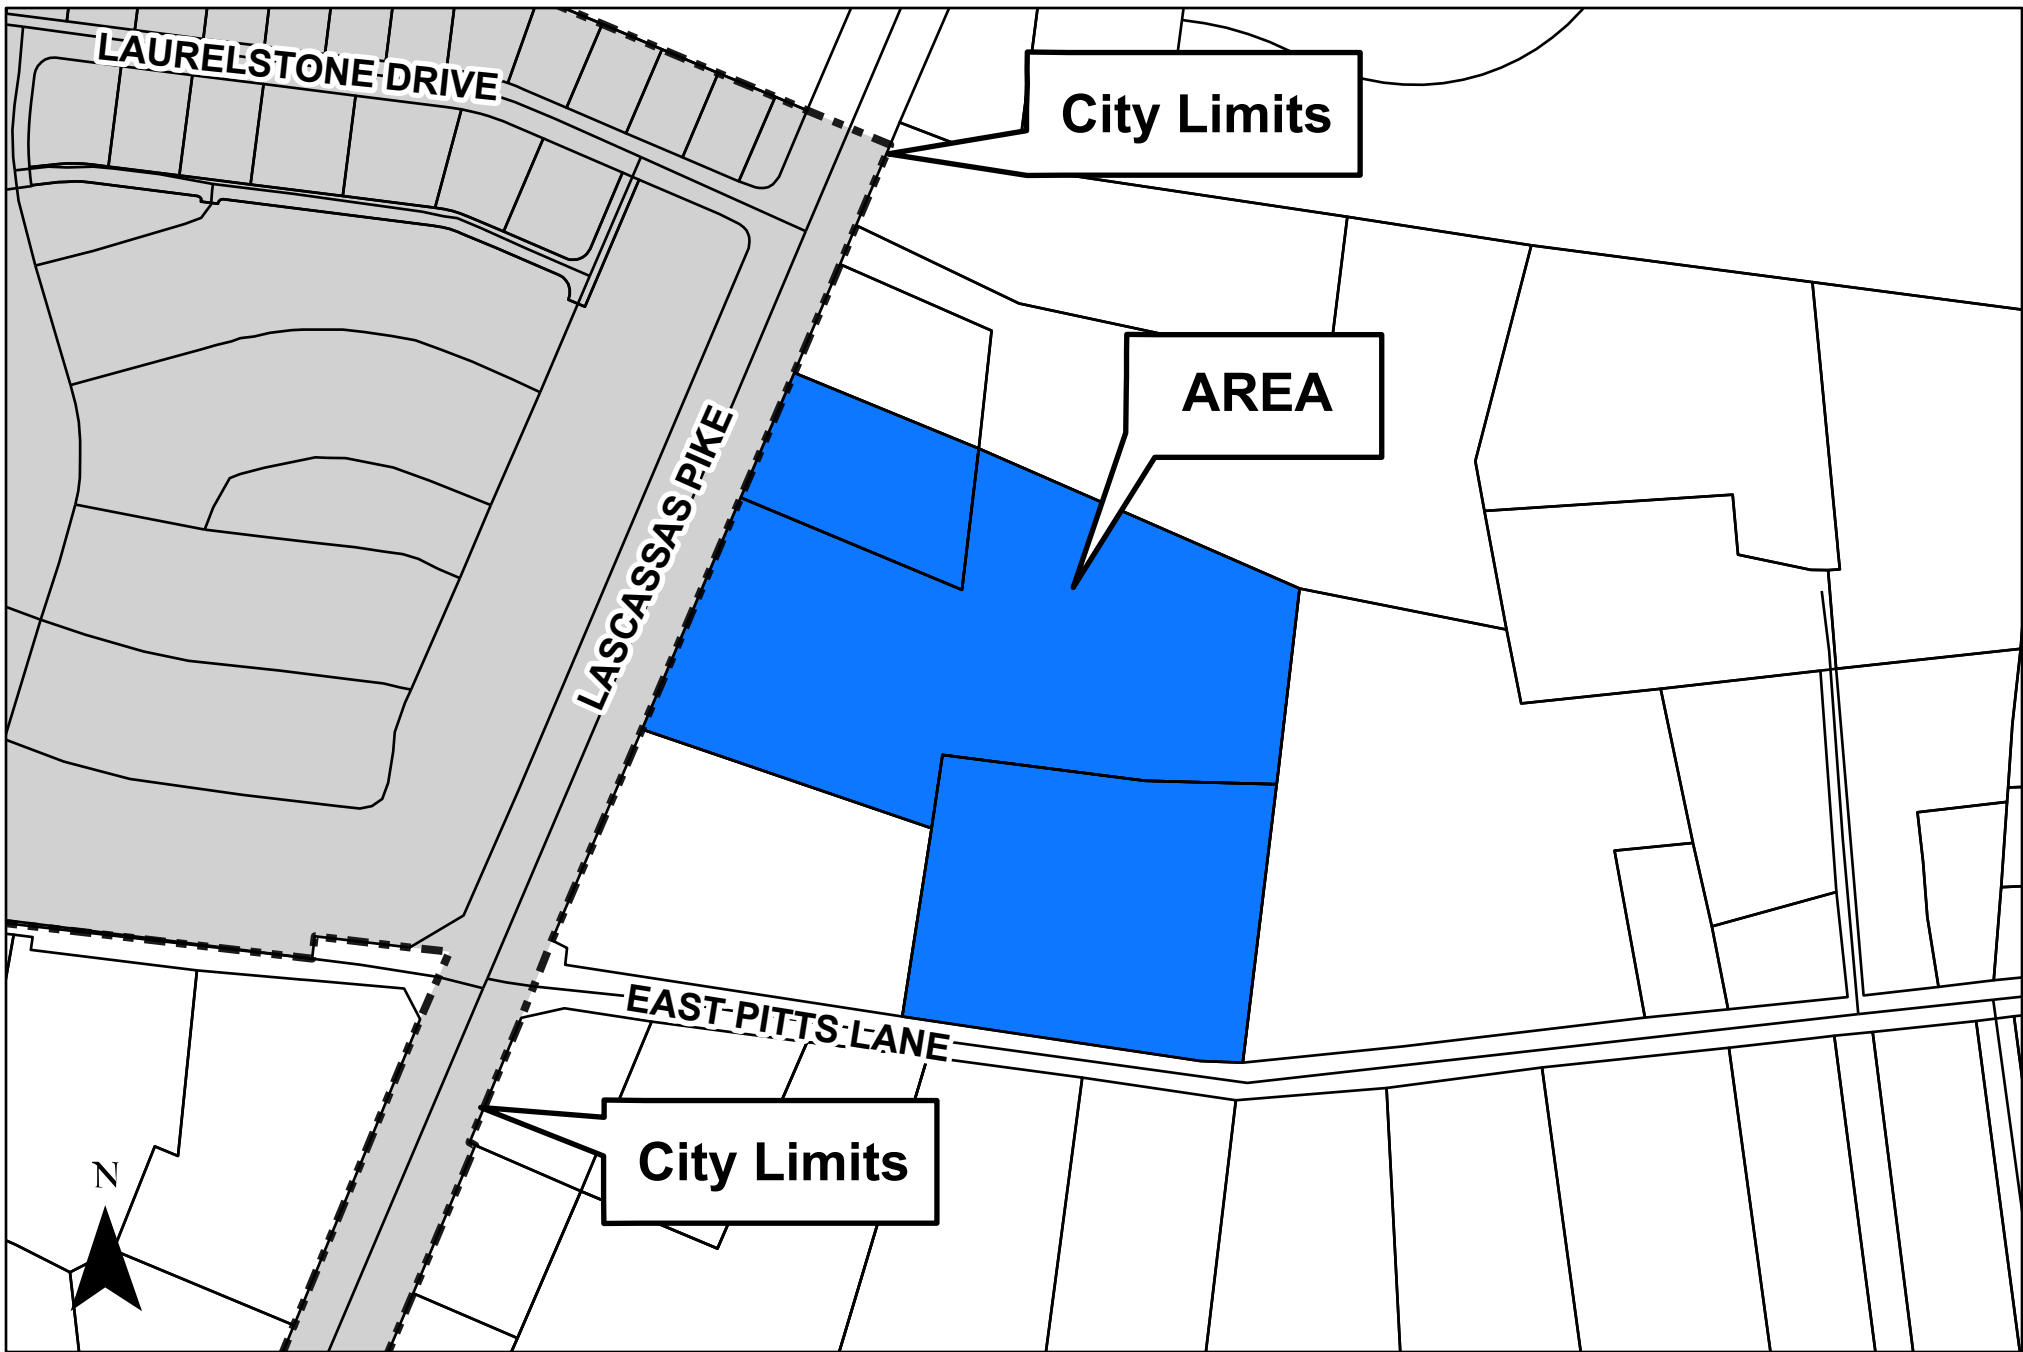 LAURELSTONE DRIVE
City Limits
AREA
LASCASSAS PIKE
EAST PITTS LANE
City Limits
N